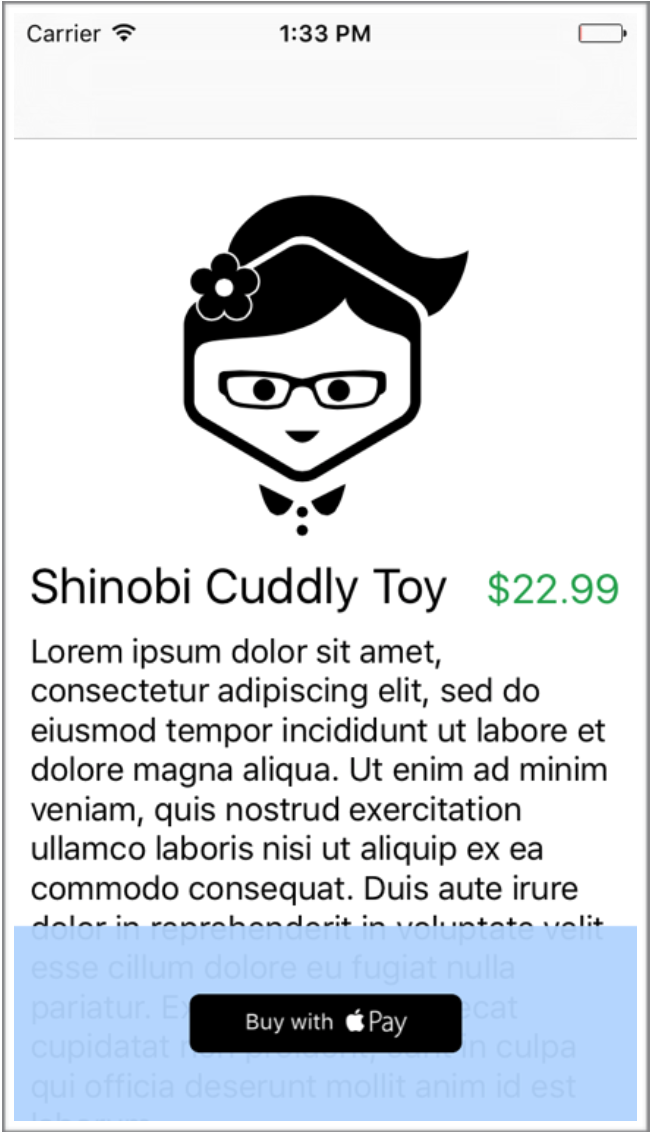 Carrier 1:33 PM
Shinobi Cuddly Toy $22.99
Lorem ipsum dolor sit amet,
consectetur adipiscing elit, sed do
eiusmod tempor incididunt ut labore et
dolore magna aliqua. Ut enim ad minim
veniam, quis nostrud exercitation
ullamco laboris nisi ut aliquip ex ea
commodo consequat. Duis aute irure
dolor in reprehenderit in voluptate velit
esse cillum dolore eu fugiat nulla
pariatur.
Buy with Pay
cupidatat in culpa
qui officia deserunt mollit anim id est